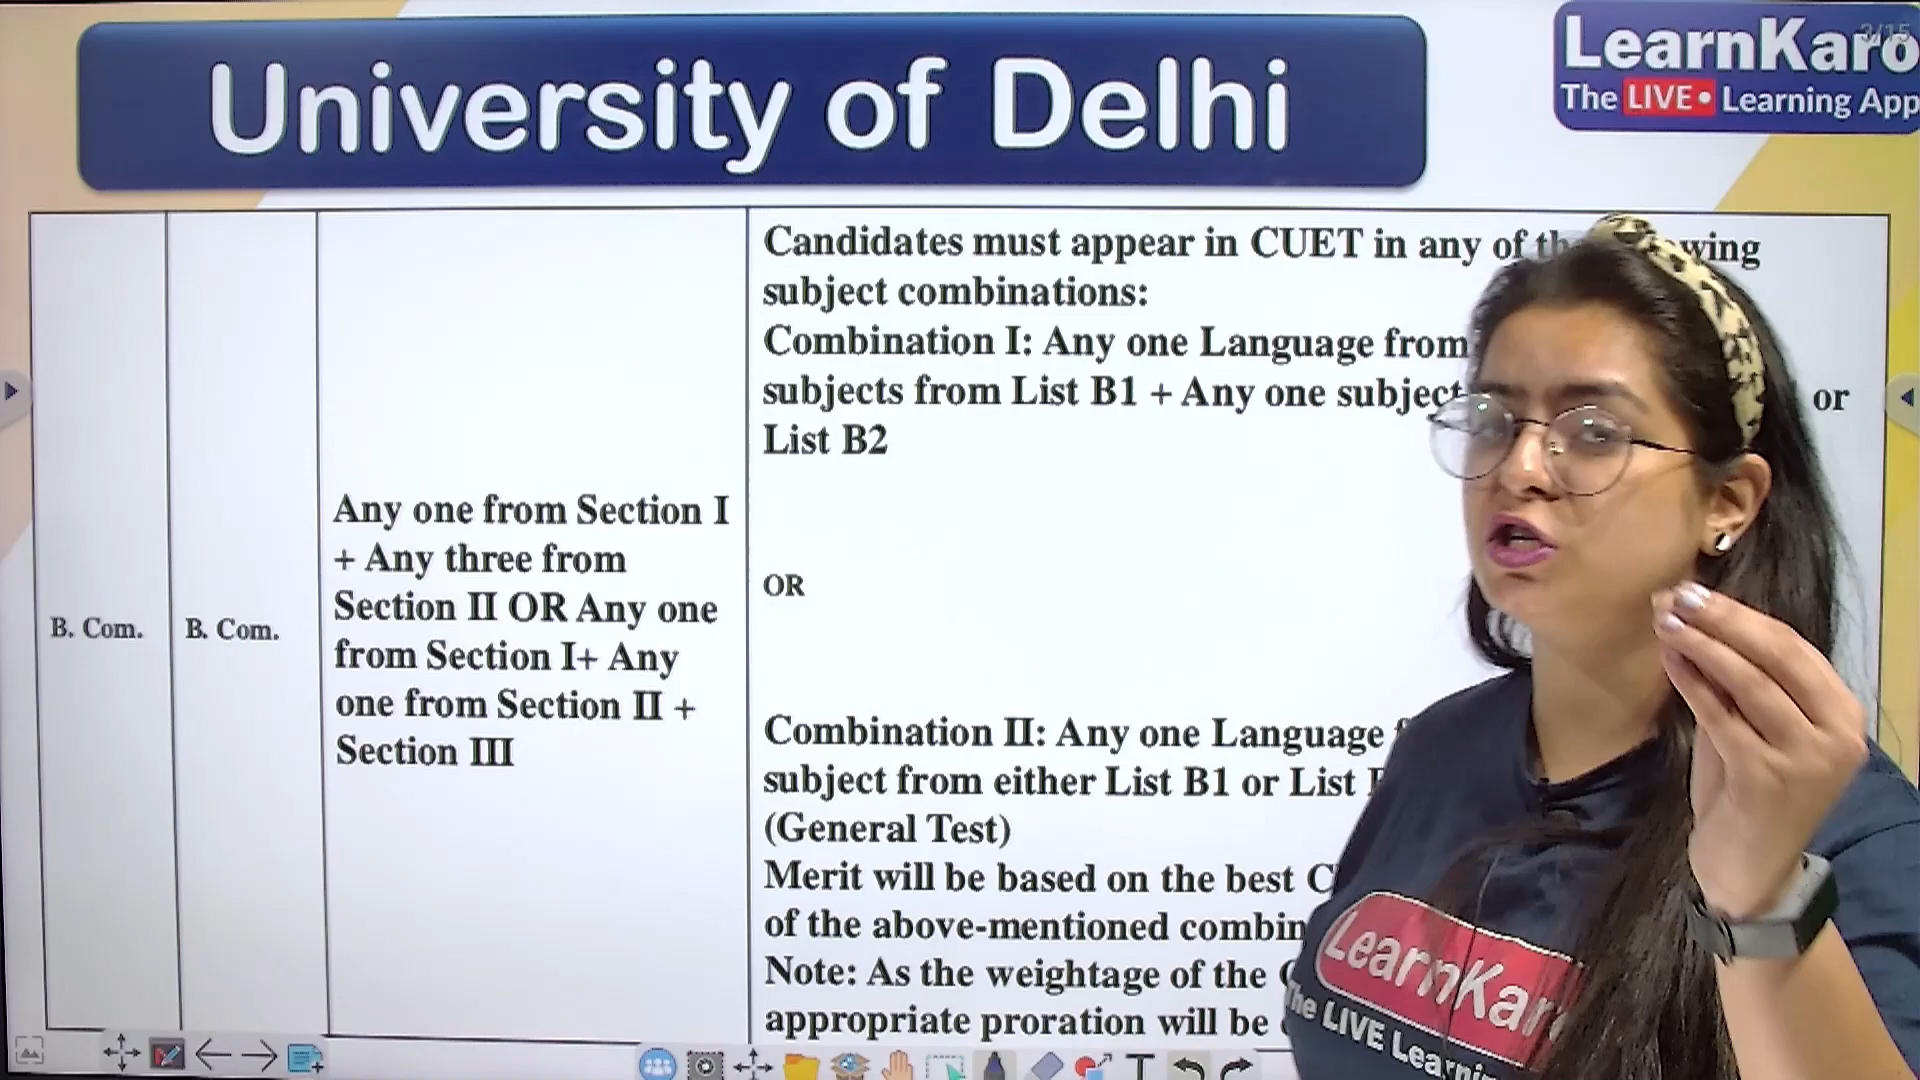 University of Delhi
LearnKaro
The LIVE • Learning App
3/15
Candidates must appear in CUET in any of wing
subject combinations:
Combination I: Any one Language from
subjects from List B1 + Any one subject or
List B2
OR
Combination II: Any one Language
subject from either List B1 or List
(General Test)
Merit will be based on the best
of the above-mentioned
Note: As the weightage of the
appropriate proration will be
B. Com.
B. Com.
Any one from Section I
+ Any three from
Section II OR Any one
from Section I+ Any
one from Section II +
Section III
LearnKaro
The LIVE Learning